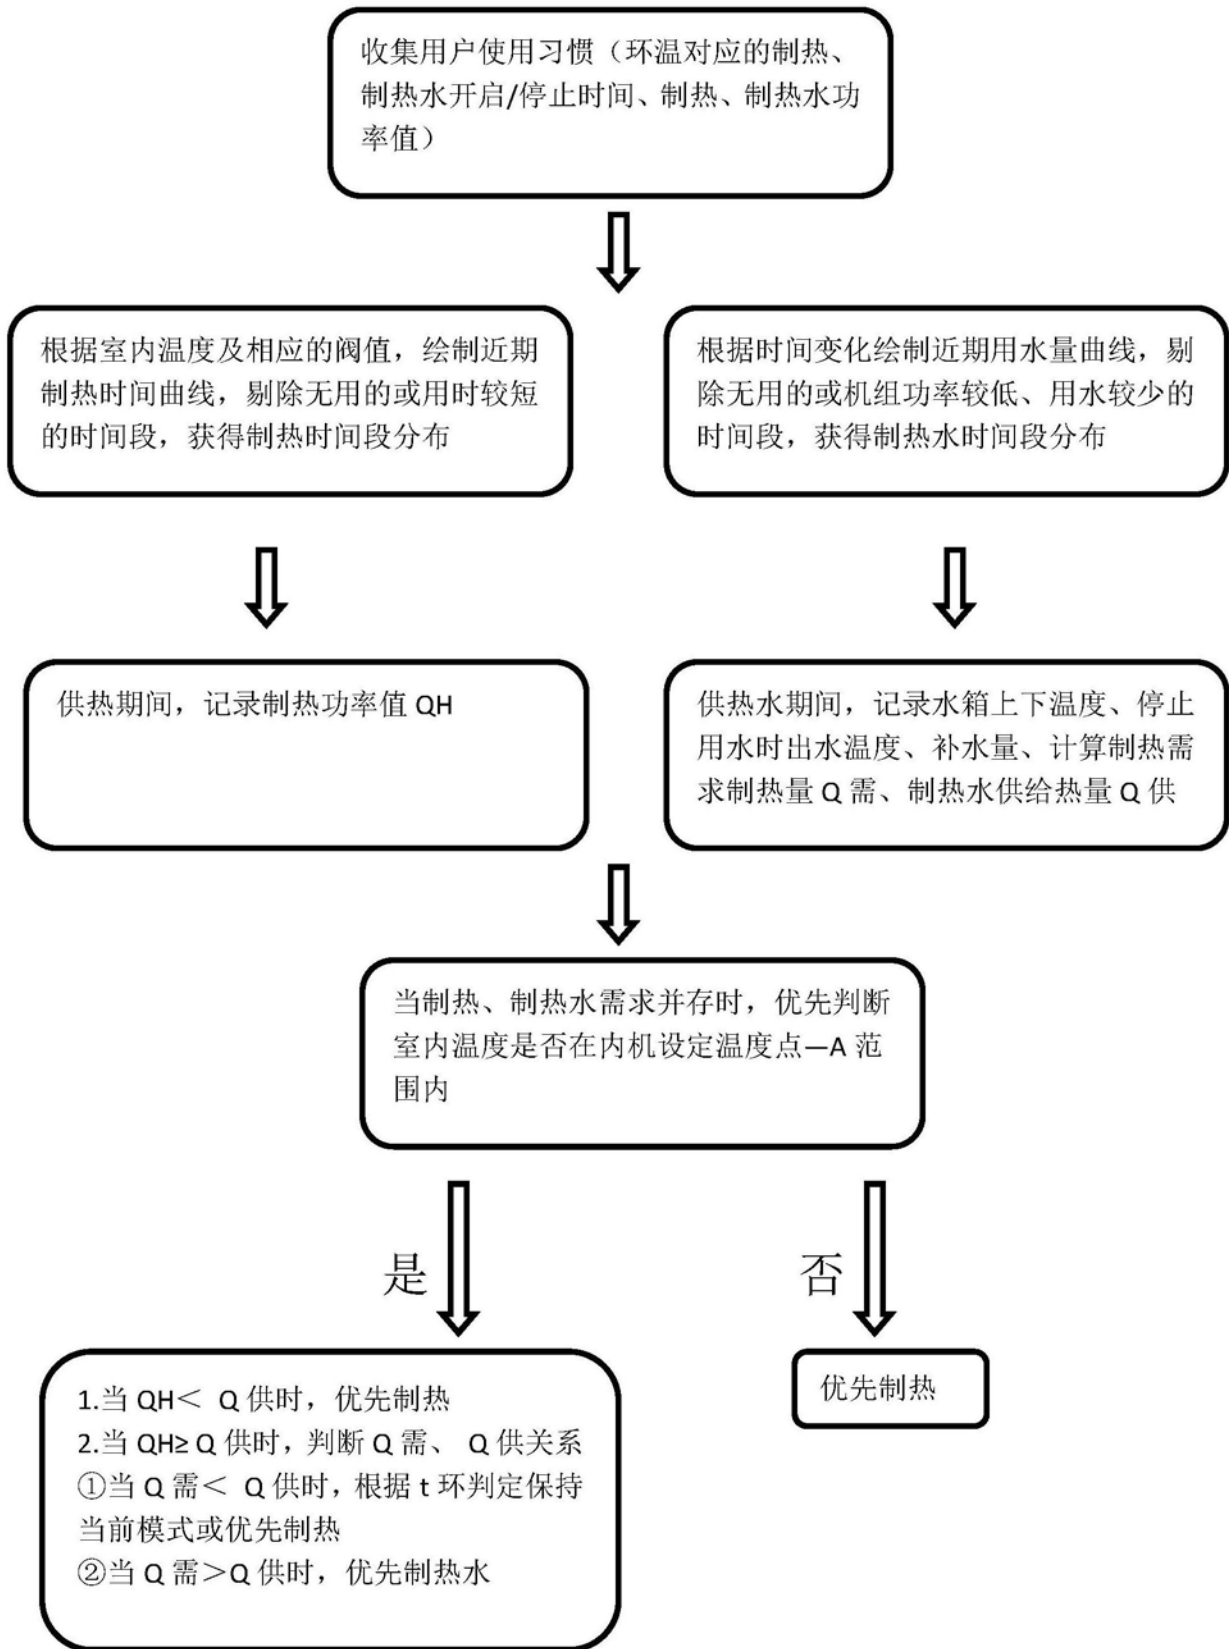 收集用户使用习惯（环温对应的制热、
制热水开启/停止时间、制热、制热水功
率值）
根据室内温度及相应的阀值，绘制近期
制热时间曲线，剔除无用的或用时较短
的时间段，获得制热时间段分布
根据时间变化绘制近期用水量曲线，剔
除无用的或机组功率较低、用水较少的
时间段，获得制热水时间段分布
供热期间，记录制热功率值 QH
供热水期间，记录水箱上下温度、停止
用水时出水温度、补水量、计算制热需
求制热量 Q 需、制热水供给热量 Q 供
当制热、制热水需求并存时，优先判断
室内温度是否在内机设定温度点—A 范
围内
是
否
1.当 QH＜ Q 供时，优先制热
2.当 QH≥ Q 供时，判断 Q 需、 Q 供关系
①当 Q 需＜ Q 供时，根据 t 环判定保持
当前模式或优先制热
②当 Q 需＞Q 供时，优先制热水
优先制热